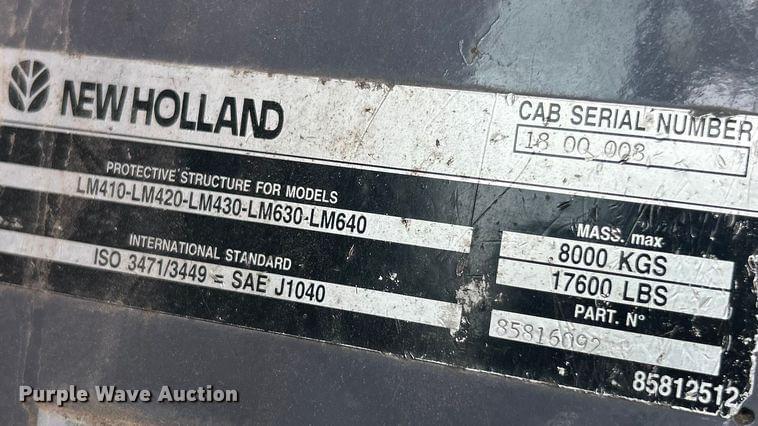 NEW HOLLAND
CAB SERIAL NUMBER
18 00 008
PROTECTIVE STRUCTURE FOR MODELS
LM410-LM420-LM430-LM630-LM640
INTERNATIONAL STANDARD
ISO 3471/3449 = SAE J1040
MASS. max
8000 KGS
17600 LBS
PART. N°
85816092
85812512
Purple Wave Auction®